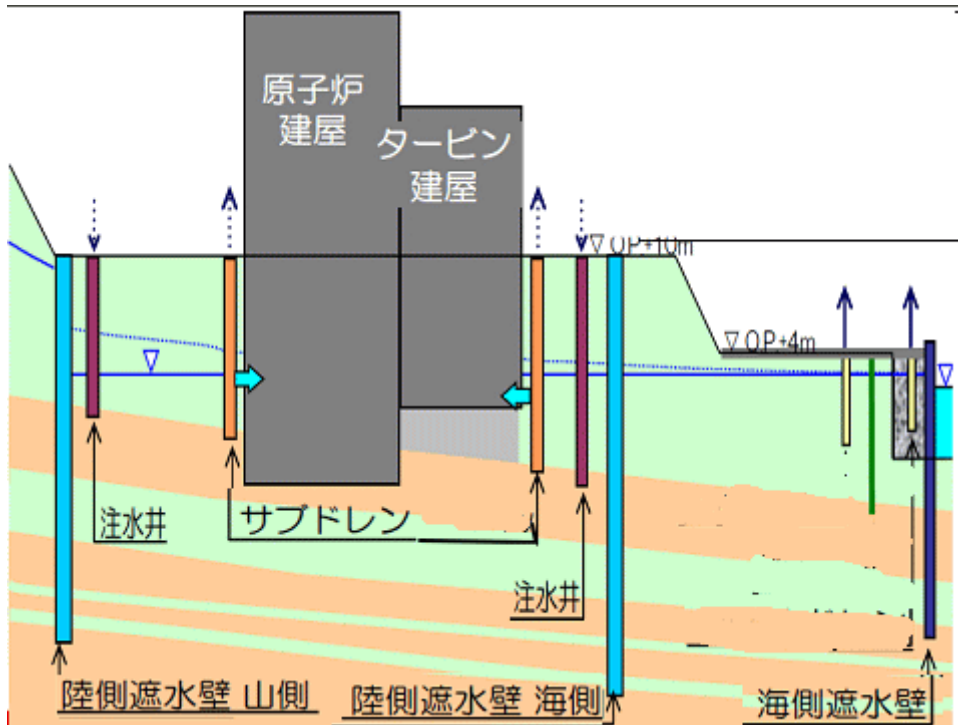 原子炉
建屋
タービン
建屋
▽ O.P.+10m
▽ O.P.+4m
▽
▽
注水井
サブドレン
注水井
陸側遮水壁 山側
陸側遮水壁 海側
海側遮水壁